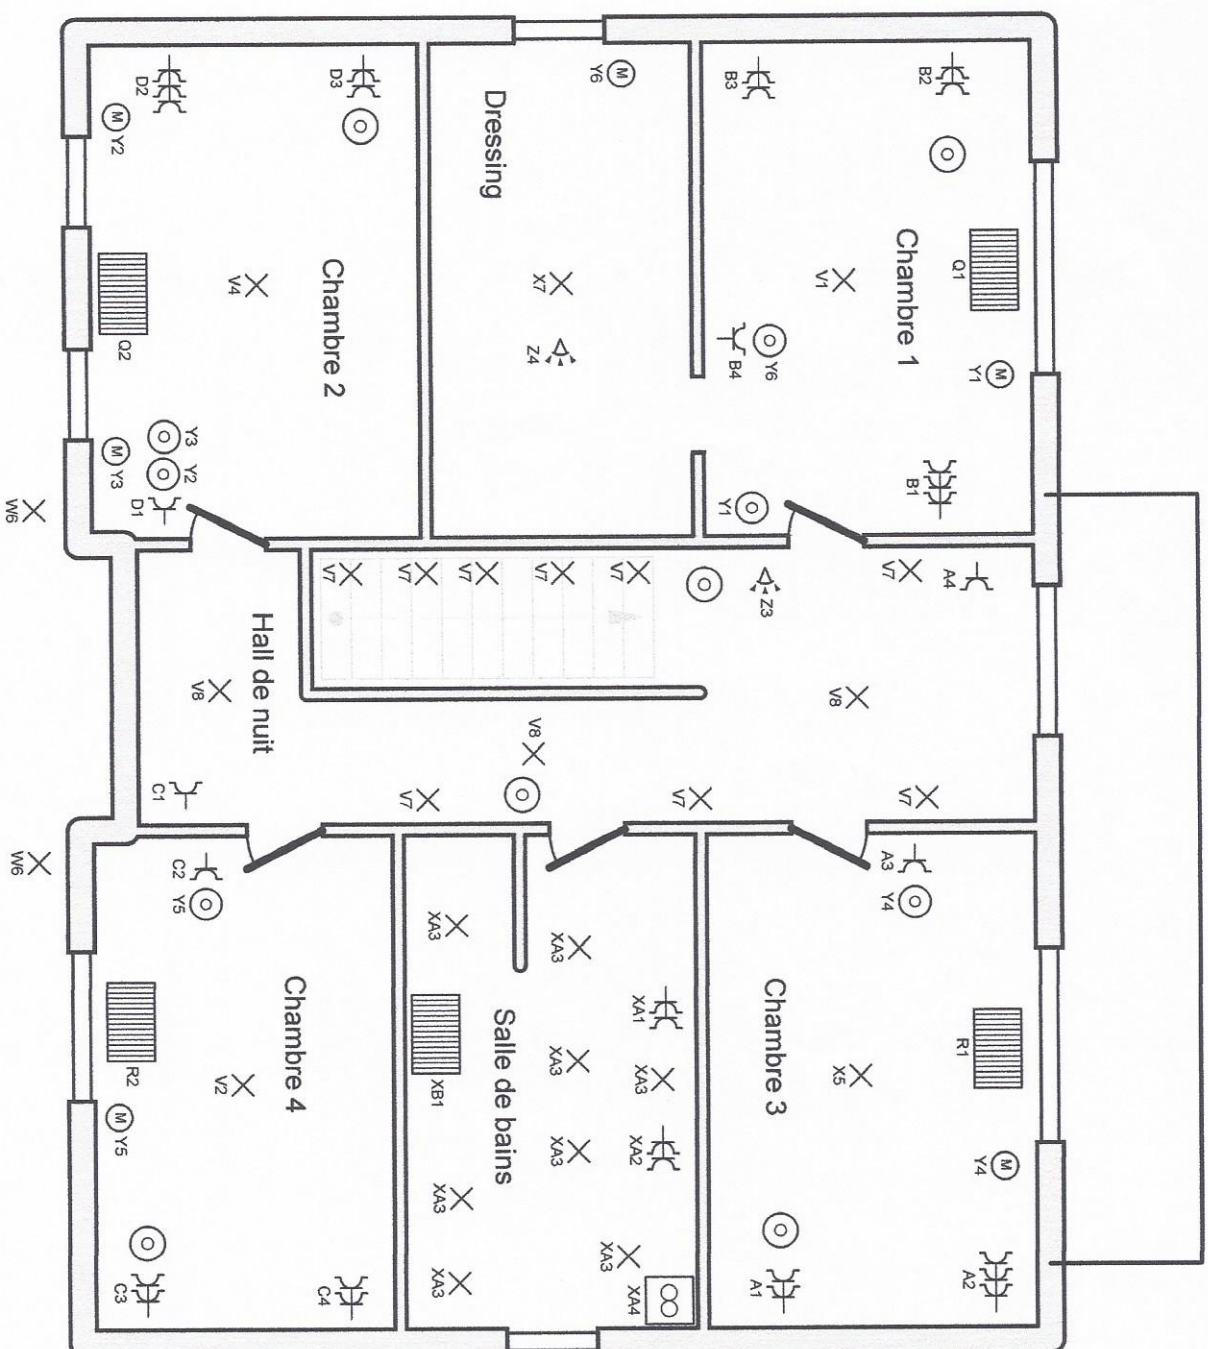 B2
B3
Q1
Chambre 1
V1
M Y1
B4
Y6
B1
Y1
M Y6
Dressing
X7
Z4
D3
D2
M Y2
Chambre 2
V4
Q2
Y3
Y2
M Y3
D1
W6
A4
V7
Z3
V7
V7
V7
V7
V7
V8
V8
V8
Hall de nuit
V7
V7
V7
C1
A3
Y4
R1
Chambre 3
X5
M Y4
A2
A1
XA1
XA3
XA2
XA3
XA4
XA3
XA3
XA3
Salle de bains
XA3
XB1
XA3
XA3
C2
Y5
Chambre 4
R2
V2
M Y5
C4
C3
W6